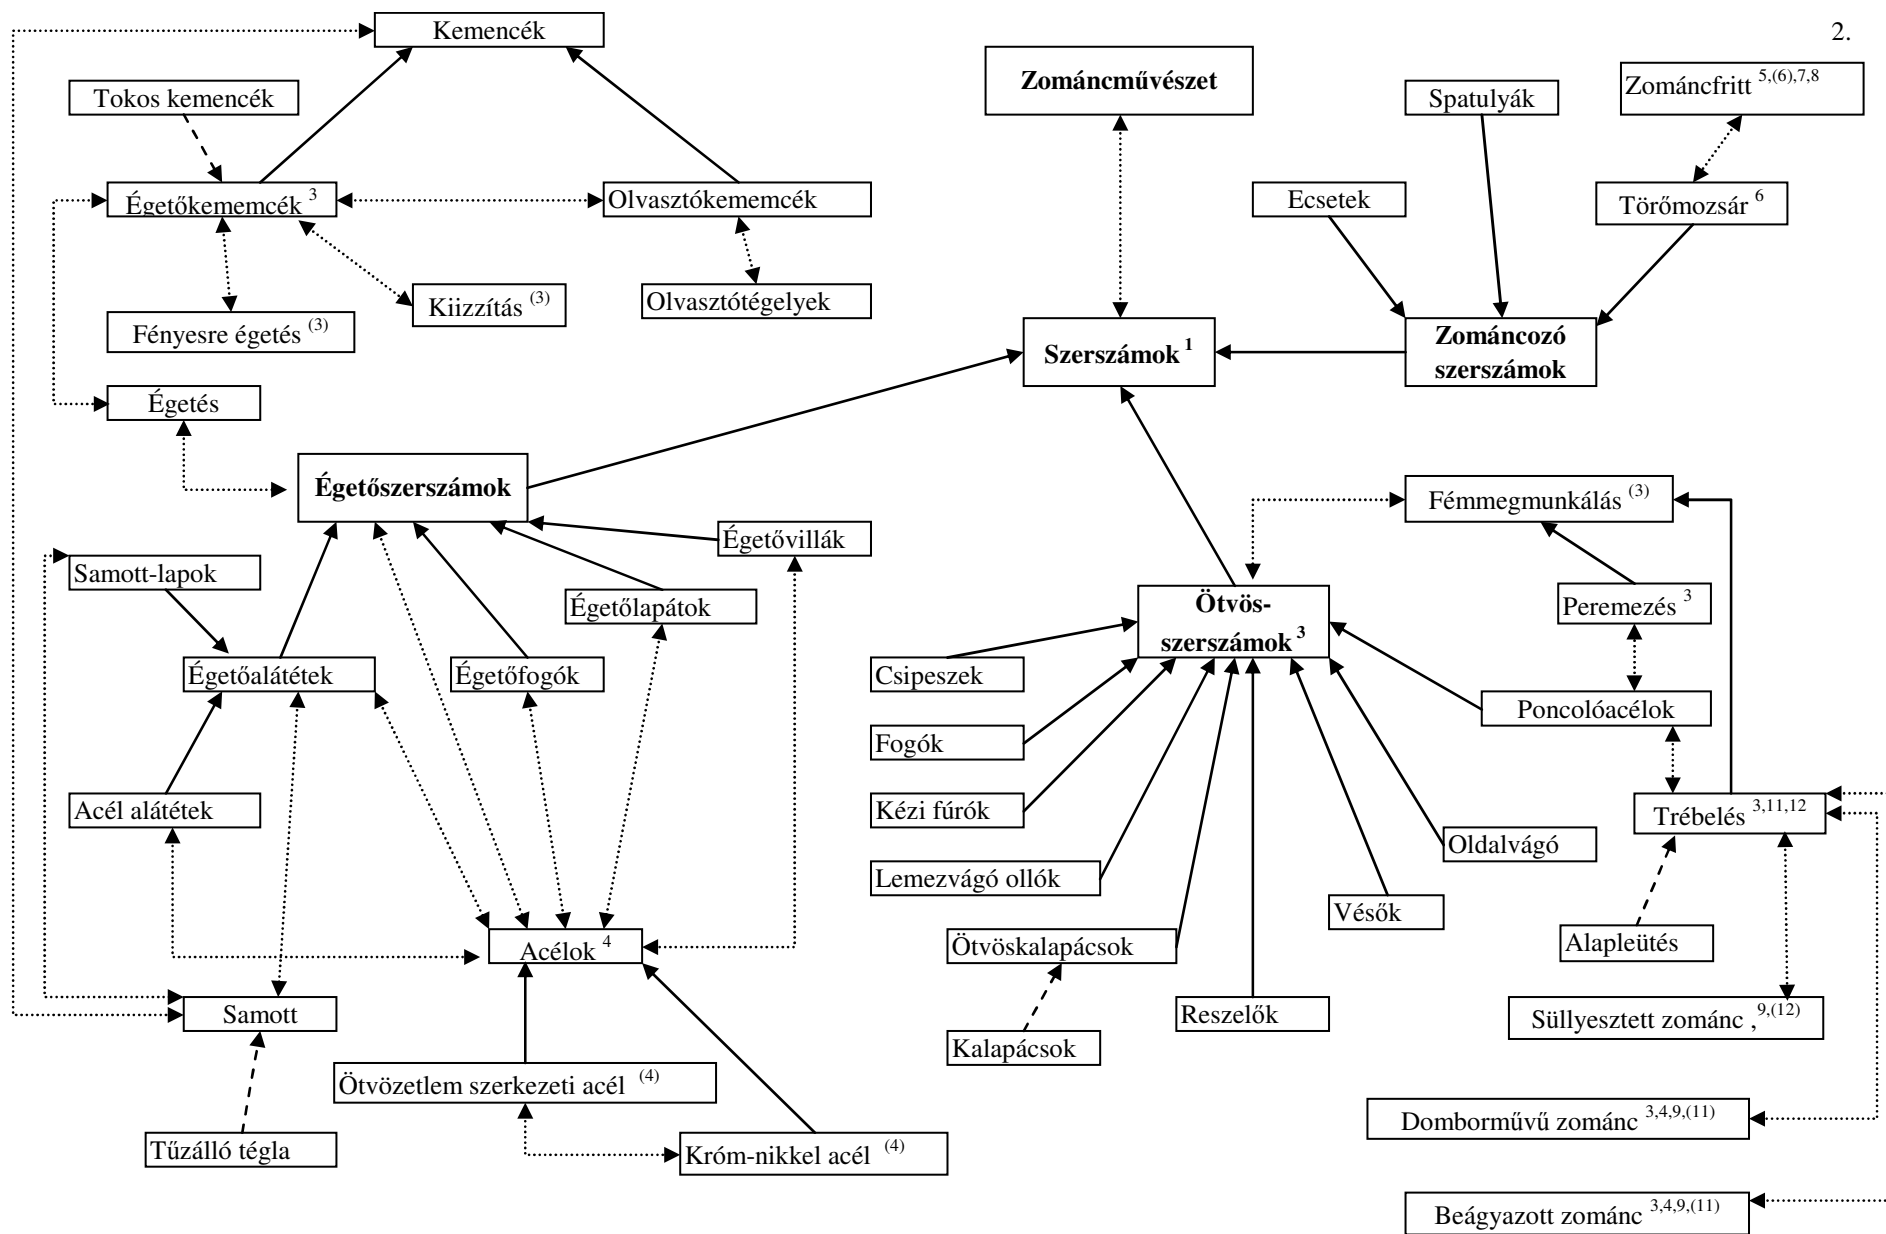 Kemencék
2.
Zománcművészet
Zománcfritt 5,(6),7,8
Tokos kemencék
Spatulyák
Égetőkememcék 3
Olvasztókememcék
Ecsetek
Törőmozsár 6
Kiizzítás (3)
Olvasztótégelyek
Fényesre égetés (3)
Szerszámok 1
Zománcozó
szerszámok
Égetés
Égetőszerszámok
Fémmegmunkálás (3)
Égetővillák
Samott-lapok
Égetőlapátok
Ötvös-
szerszámok 3
Peremezés 3
Égetőalátétek
Égetőfogók
Csipeszek
Poncolóacélok
Fogók
Acél alátétek
Kézi fúrók
Trébelés 3,11,12
Oldalvágó
Lemezvágó ollók
Vésők
Acélok 4
Ötvöskalapácsok
Alapleütés
Samott
Reszelők
Süllyesztett zománc , 9,(12)
Kalapácsok
Ötvözetlem szerkezeti acél (4)
Domborművű zománc 3,4,9,(11)
Tűzálló tégla
Króm-nikkel acél (4)
Beágyazott zománc 3,4,9,(11)